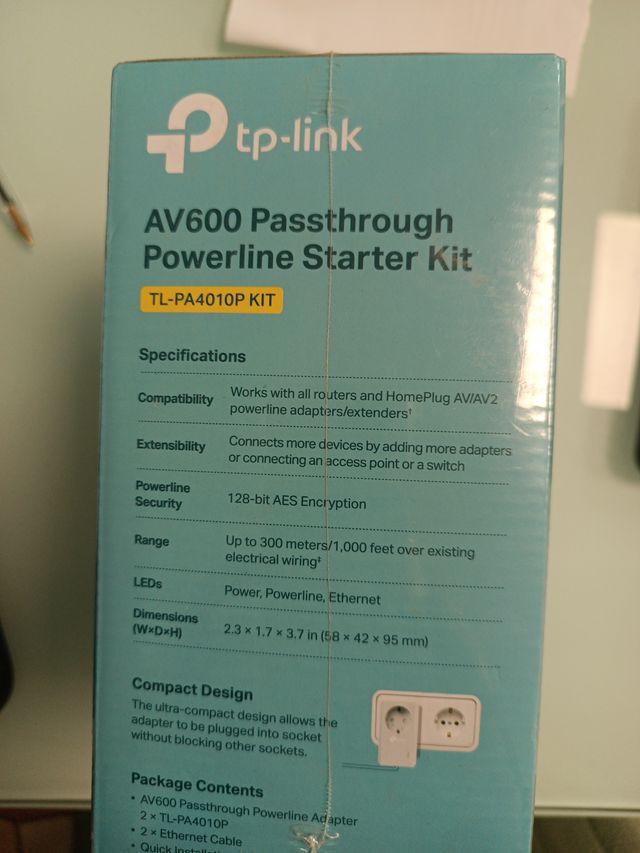 tp-link
AV600 Passthrough
Powerline Starter Kit
TL-PA4010P KIT
Specifications
Compatibility Works with all routers and HomePlug AV/AV2
powerline adapters/extenders†
Extensibility Connects more devices by adding more adapters
or connecting an access point or a switch
Powerline
Security 128-bit AES Encryption
Range Up to 300 meters/1,000 feet over existing
electrical wiring‡
LEDs Power, Powerline, Ethernet
Dimensions
(W×D×H) 2.3 × 1.7 × 3.7 in (58 × 42 × 95 mm)
Compact Design
The ultra-compact design allows the
adapter to be plugged into socket
without blocking other sockets.
Package Contents
• AV600 Passthrough Powerline Adapter
2 × TL-PA4010P
• 2 × Ethernet Cable
• Quick